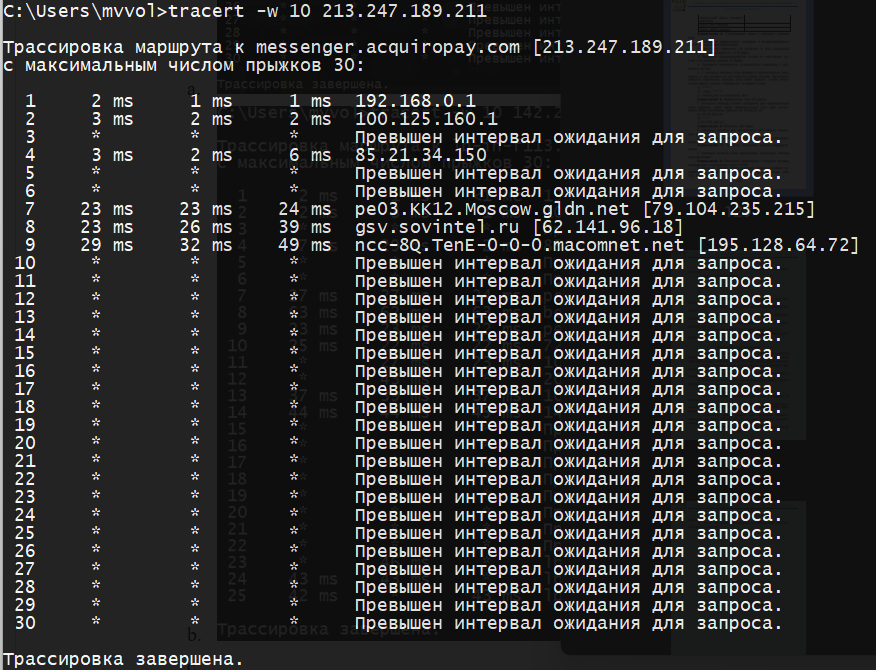 C:\Users\mvvol>tracert -w 10 213.247.189.211
Трассировка маршрута к messenger.acquiropay.com [213.247.189.211]
с максимальным числом прыжков 30:
1 2 ms 1 ms 1 ms 192.168.0.1
2 3 ms 2 ms 2 ms 100.125.160.1
3 * * * Превышен интервал ожидания для запроса.
4 3 ms 2 ms 6 ms 85.21.34.150
5 * * * Превышен интервал ожидания для запроса.
6 * * * Превышен интервал ожидания для запроса.
7 23 ms 23 ms 24 ms pe03.KK12.Moscow.gldn.net [79.104.235.215]
8 23 ms 26 ms 39 ms gsv.sovintel.ru [62.141.96.18]
9 29 ms 32 ms 49 ms ncc-8Q.TenE-0-0-0.macomnet.net [195.128.64.72]
10 * * * Превышен интервал ожидания для запроса.
11 * * * Превышен интервал ожидания для запроса.
12 * * * Превышен интервал ожидания для запроса.
13 * * * Превышен интервал ожидания для запроса.
14 * * * Превышен интервал ожидания для запроса.
15 * * * Превышен интервал ожидания для запроса.
16 * * * Превышен интервал ожидания для запроса.
17 * * * Превышен интервал ожидания для запроса.
18 * * * Превышен интервал ожидания для запроса.
19 * * * Превышен интервал ожидания для запроса.
20 * * * Превышен интервал ожидания для запроса.
21 * * * Превышен интервал ожидания для запроса.
22 * * * Превышен интервал ожидания для запроса.
23 * * * Превышен интервал ожидания для запроса.
24 * * * Превышен интервал ожидания для запроса.
25 * * * Превышен интервал ожидания для запроса.
26 * * * Превышен интервал ожидания для запроса.
27 * * * Превышен интервал ожидания для запроса.
28 * * * Превышен интервал ожидания для запроса.
29 * * * Превышен интервал ожидания для запроса.
30 * * * Превышен интервал ожидания для запроса.
Трассировка завершена.